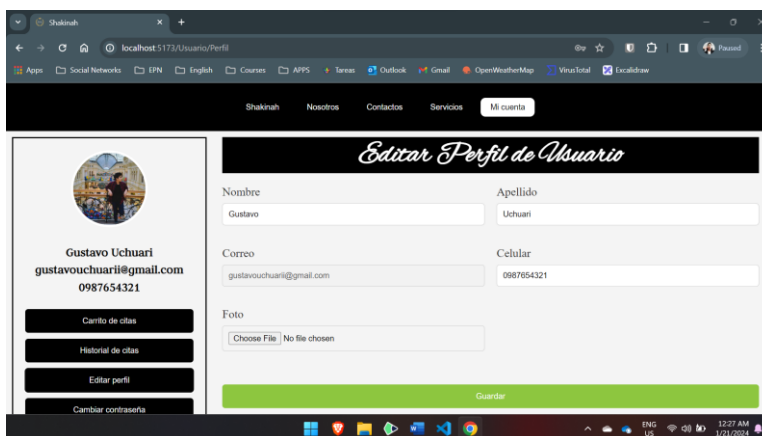 Shakinah
localhost:5173/Usuario/Perfil
Paused
Apps Social Networks EPN English Courses APPS Tareas Outlook Gmail OpenWeatherMap VirusTotal Excalidraw
Shakinah Nosotros Contactos Servicios Mi cuenta
Editar Perfil de Usuario
Gustavo Uchuari
gustavouchuarii@gmail.com
0987654321
Carrito de citas
Historial de citas
Editar perfil
Cambiar contraseña
Nombre Apellido
Gustavo Uchuari
Correo Celular
gustavouchuarii@gmail.com 0987654321
Foto
Choose File No file chosen
Guardar
ENG
US
12:27 AM
1/21/2024